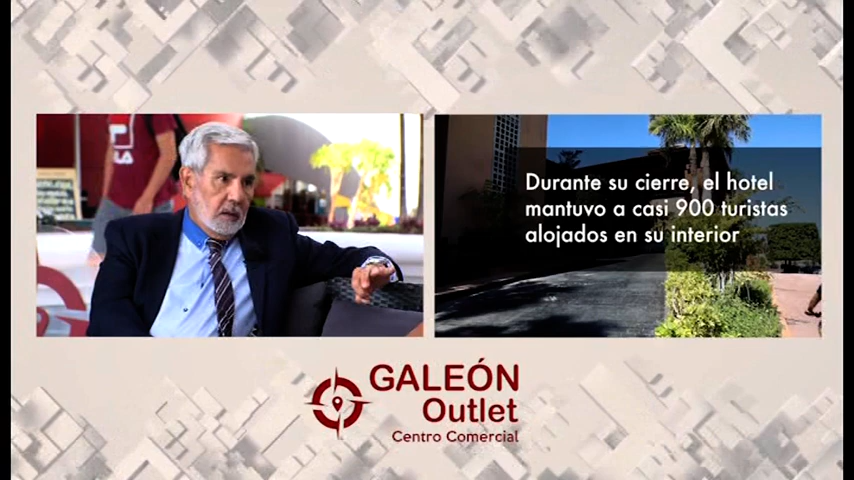 Durante su cierre, el hotel
mantuvo a casi 900 turistas
alojados en su interior
GALEÓN
Outlet
Centro Comercial